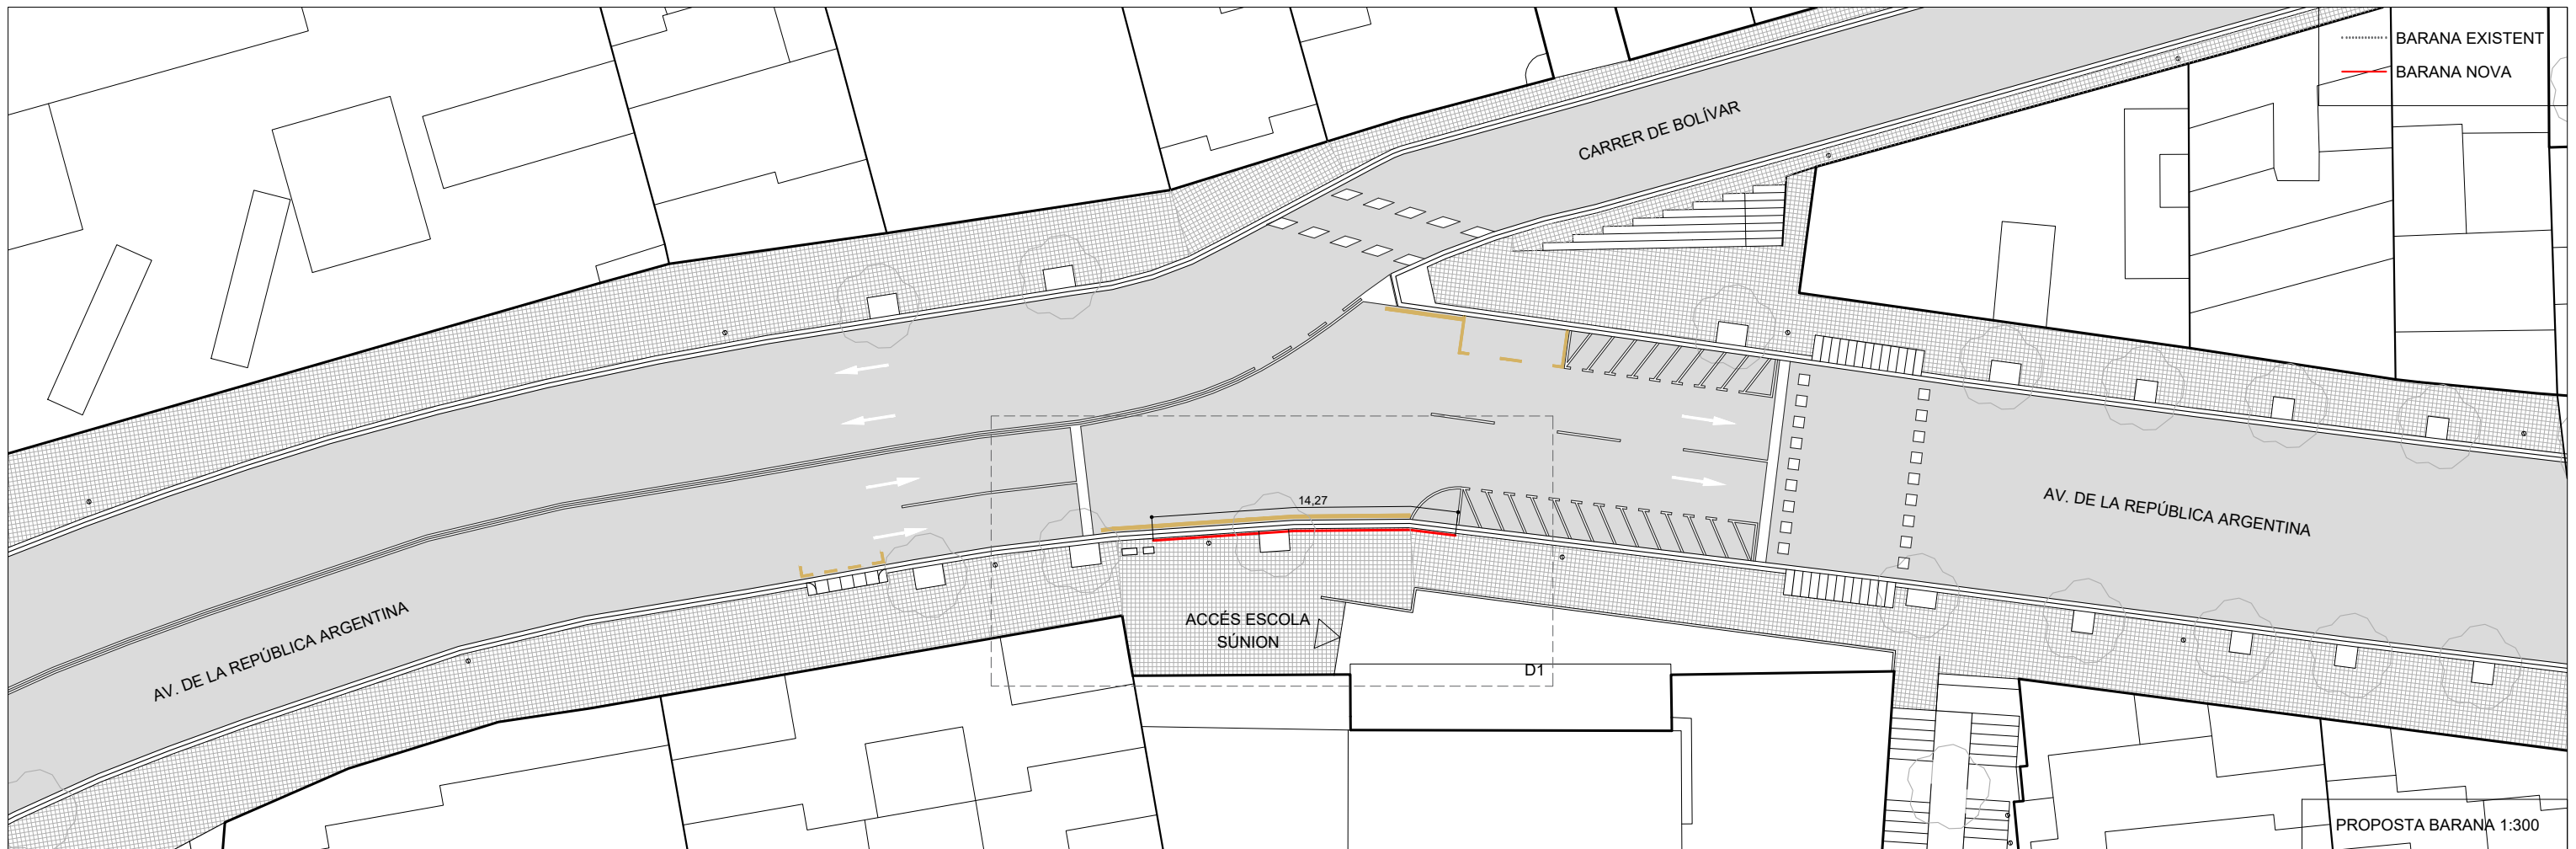 BARANA EXISTENT
BARANA NOVA
CARRER DE BOLÍVAR
14,27
AV. DE LA REPÚBLICA ARGENTINA
AV. DE LA REPÚBLICA ARGENTINA
ACCÉS ESCOLA
SÚNION
D1
PROPOSTA BARANA 1:300